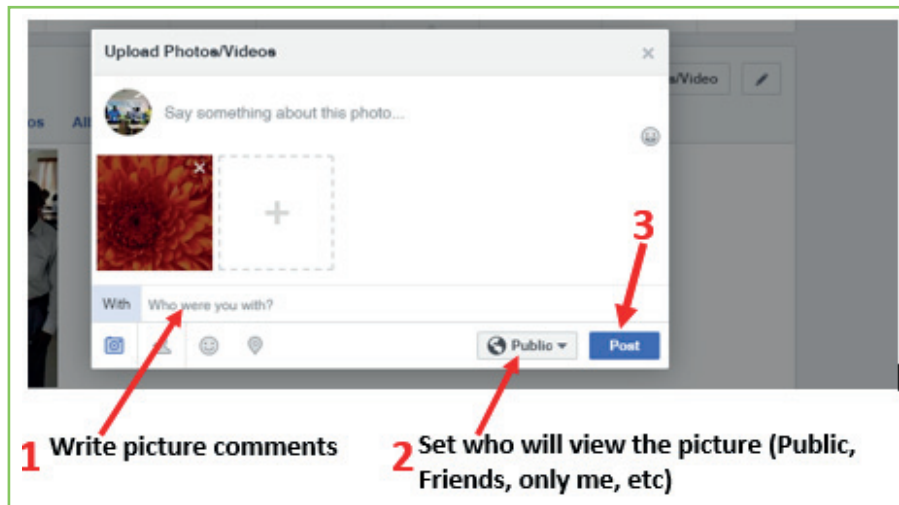 Upload Photos/Videos
s/Video
os
Alb
Say something about this photo...
3
With Who were you with?
Public
Post
1 Write picture comments
2 Set who will view the picture (Public,
Friends, only me, etc)